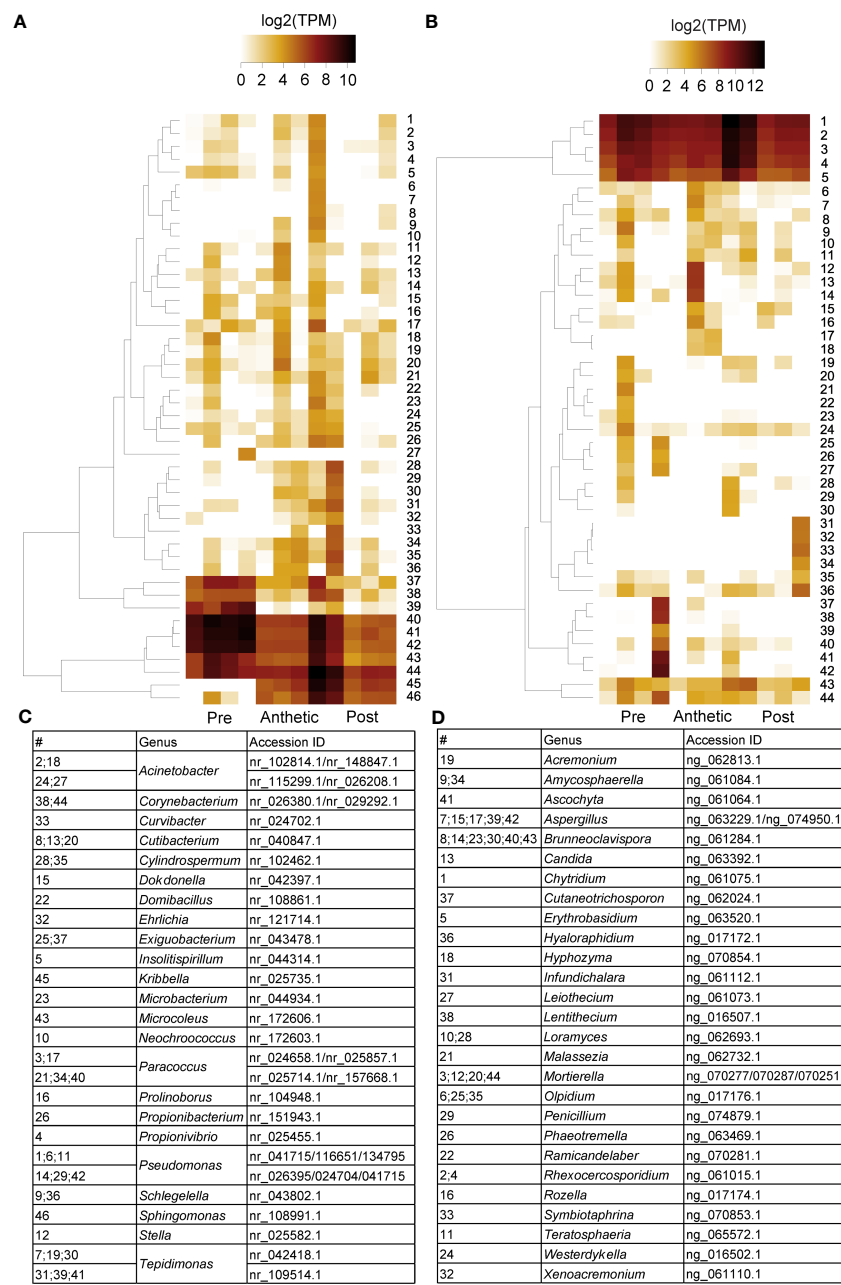 A
log2(TPM)
0 2 4 6 8 10
1
2
3
4
5
6
7
8
9
10
11
12
13
14
15
16
17
18
19
20
21
22
23
24
25
26
27
28
29
30
31
32
33
34
35
36
37
38
39
40
41
42
43
44
45
46
Pre Anthetic Post
B
log2(TPM)
0 2 4 6 8 10 12
1
2
3
4
5
6
7
8
9
10
11
12
13
14
15
16
17
18
19
20
21
22
23
24
25
26
27
28
29
30
31
32
33
34
35
36
37
38
39
40
41
42
43
44
Pre Anthetic Post
C
# Genus Accession ID
2;18 Acinetobacter nr_102814.1/nr_148847.1
24;27 nr_115299.1/nr_026208.1
38;44 Corynebacterium nr_026380.1/nr_029292.1
33 Curvibacter nr_024702.1
8;13;20 Cutibacterium nr_040847.1
28;35 Cylindrospermum nr_102462.1
15 Dokdonella nr_042397.1
22 Domibacillus nr_108861.1
32 Ehrlichia nr_121714.1
25;37 Exiguobacterium nr_043478.1
5 Insolitispirillum nr_044314.1
45 Kribbella nr_025735.1
23 Microbacterium nr_044934.1
43 Microcoleus nr_172606.1
10 Neochroococcus nr_172603.1
3;17 Paracoccus nr_024658.1/nr_025857.1
21;34;40 nr_025714.1/nr_157668.1
16 Prolinoborus nr_104948.1
26 Propionibacterium nr_151943.1
4 Propionivibrio nr_025455.1
1;6;11 Pseudomonas nr_041715/116651/134795
14;29;42 nr_026395/024704/041715
9;36 Schlegelella nr_043802.1
46 Sphingomonas nr_108991.1
12 Stella nr_025582.1
7;19;30 Tepidimonas nr_042418.1
31;39;41 nr_109514.1
D
# Genus Accession ID
19 Acremonium ng_062813.1
9;34 Amycosphaerella ng_061084.1
41 Ascochyta ng_061064.1
7;15;17;39;42 Aspergillus ng_063229.1/ng_074950.1
8;14;23;30;40;43 Brunneoclavispora ng_061284.1
13 Candida ng_063392.1
1 Chytridium ng_061075.1
37 Cutaneotrichosporon ng_062024.1
5 Erythrobasidium ng_063520.1
36 Hyaloraphidium ng_017172.1
18 Hyphozyma ng_070854.1
31 Infundichalara ng_061112.1
27 Leiothecium ng_061073.1
38 Lentithecium ng_016507.1
10;28 Loramyces ng_062693.1
21 Malassezia ng_062732.1
3;12;20;44 Mortierella ng_070277/070287/070251
6;25;35 Olpidium ng_017176.1
29 Penicillium ng_074879.1
26 Phaeotremella ng_063469.1
22 Ramicandelaber ng_070281.1
2;4 Rhexocercosporidium ng_061015.1
16 Rozella ng_017174.1
33 Symbiotaphrina ng_070853.1
11 Teratosphaeria ng_065572.1
24 Westerdykella ng_016502.1
32 Xenoacremonium ng_061110.1